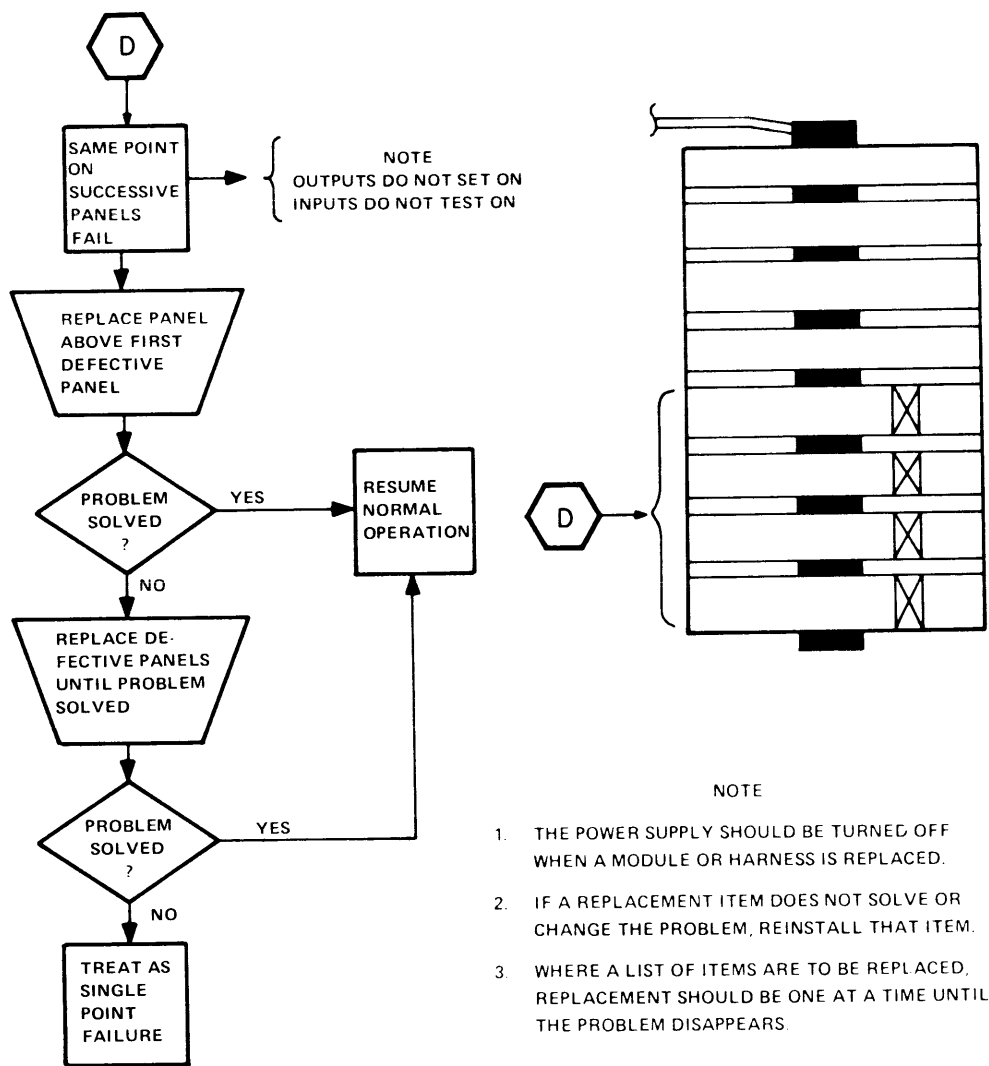 D
SAME POINT
ON
SUCCESSIVE
PANELS
FAIL
NOTE
OUTPUTS DO NOT SET ON
INPUTS DO NOT TEST ON
REPLACE PANEL
ABOVE FIRST
DEFECTIVE
PANEL
PROBLEM
SOLVED
?
YES
NO
RESUME
NORMAL
OPERATION
D
REPLACE DE-
FECTIVE PANELS
UNTIL PROBLEM
SOLVED
PROBLEM
SOLVED
?
YES
NO
TREAT AS
SINGLE
POINT
FAILURE
NOTE
1. THE POWER SUPPLY SHOULD BE TURNED OFF
WHEN A MODULE OR HARNESS IS REPLACED.
2. IF A REPLACEMENT ITEM DOES NOT SOLVE OR
CHANGE THE PROBLEM, REINSTALL THAT ITEM.
3. WHERE A LIST OF ITEMS ARE TO BE REPLACED,
REPLACEMENT SHOULD BE ONE AT A TIME UNTIL
THE PROBLEM DISAPPEARS.